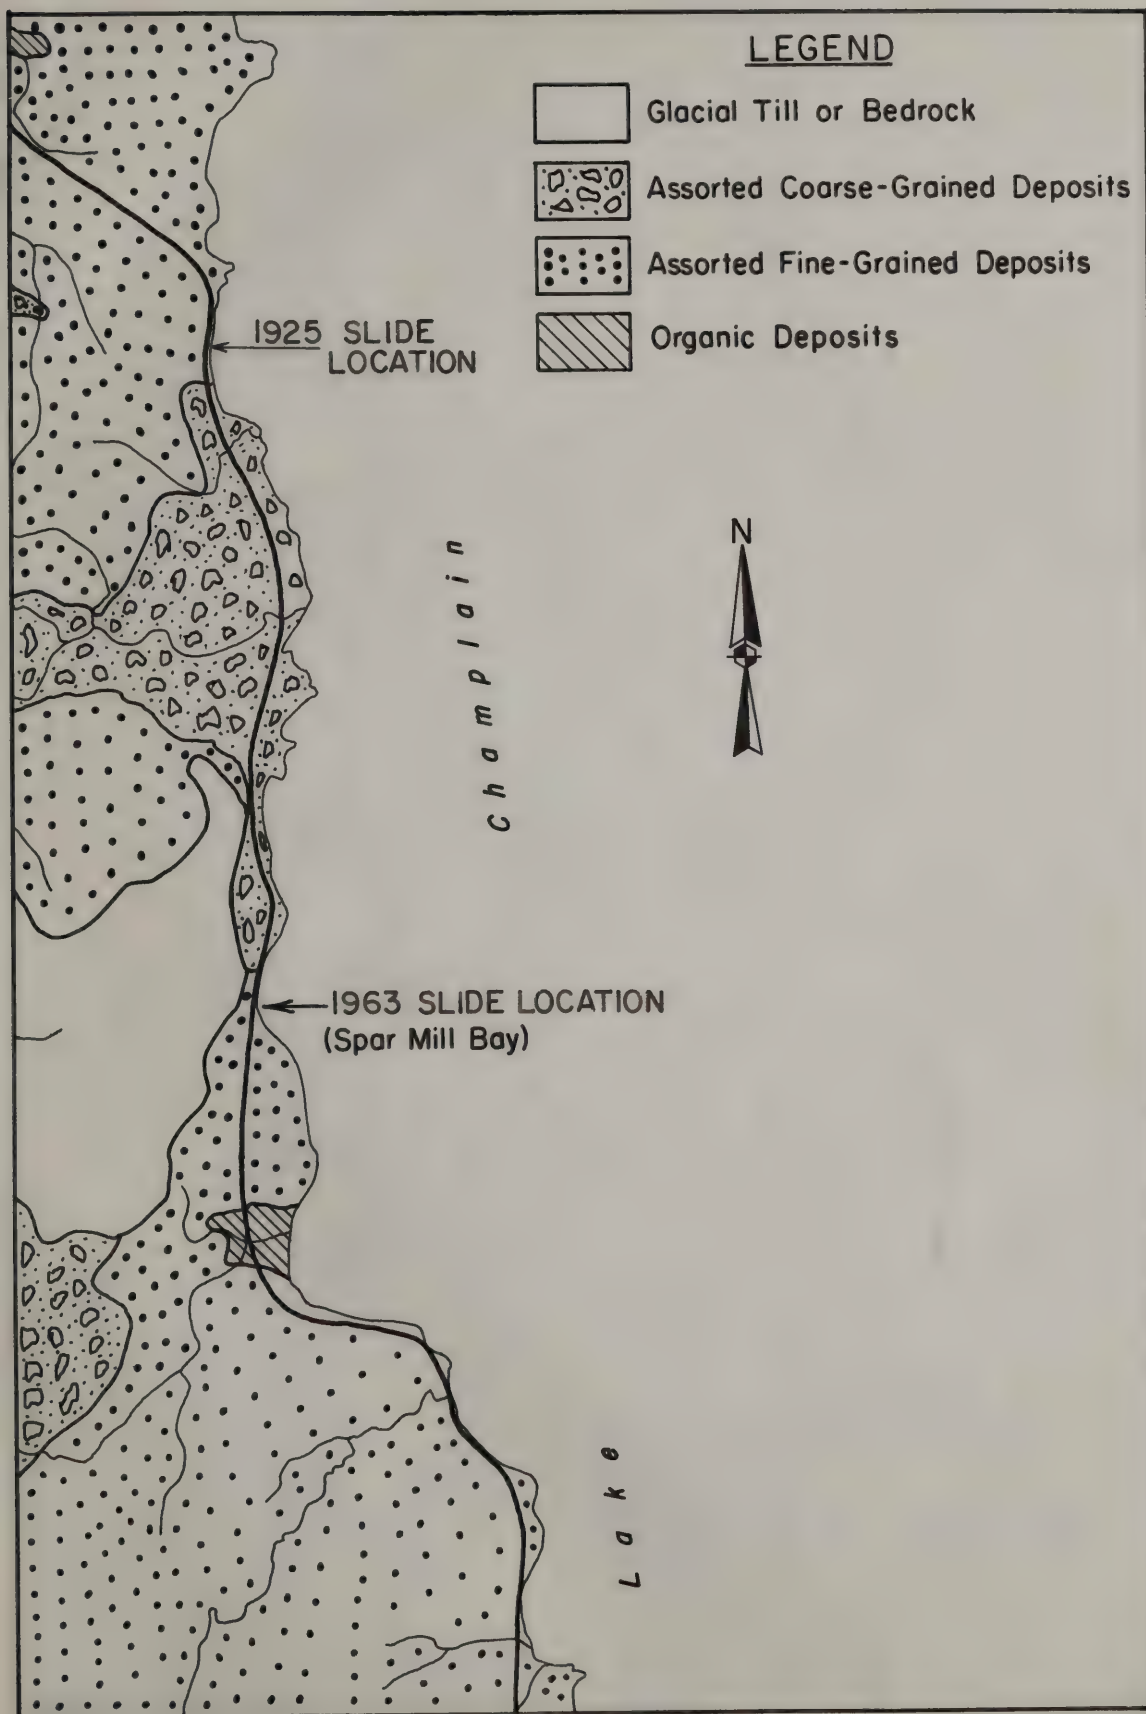 LEGEND
Glacial Till or Bedrock
Assorted Coarse-Grained Deposits
Assorted Fine-Grained Deposits
Organic Deposits
1925 SLIDE
LOCATION
N
Lake Champlain
1963 SLIDE LOCATION
(Spar Mill Bay)